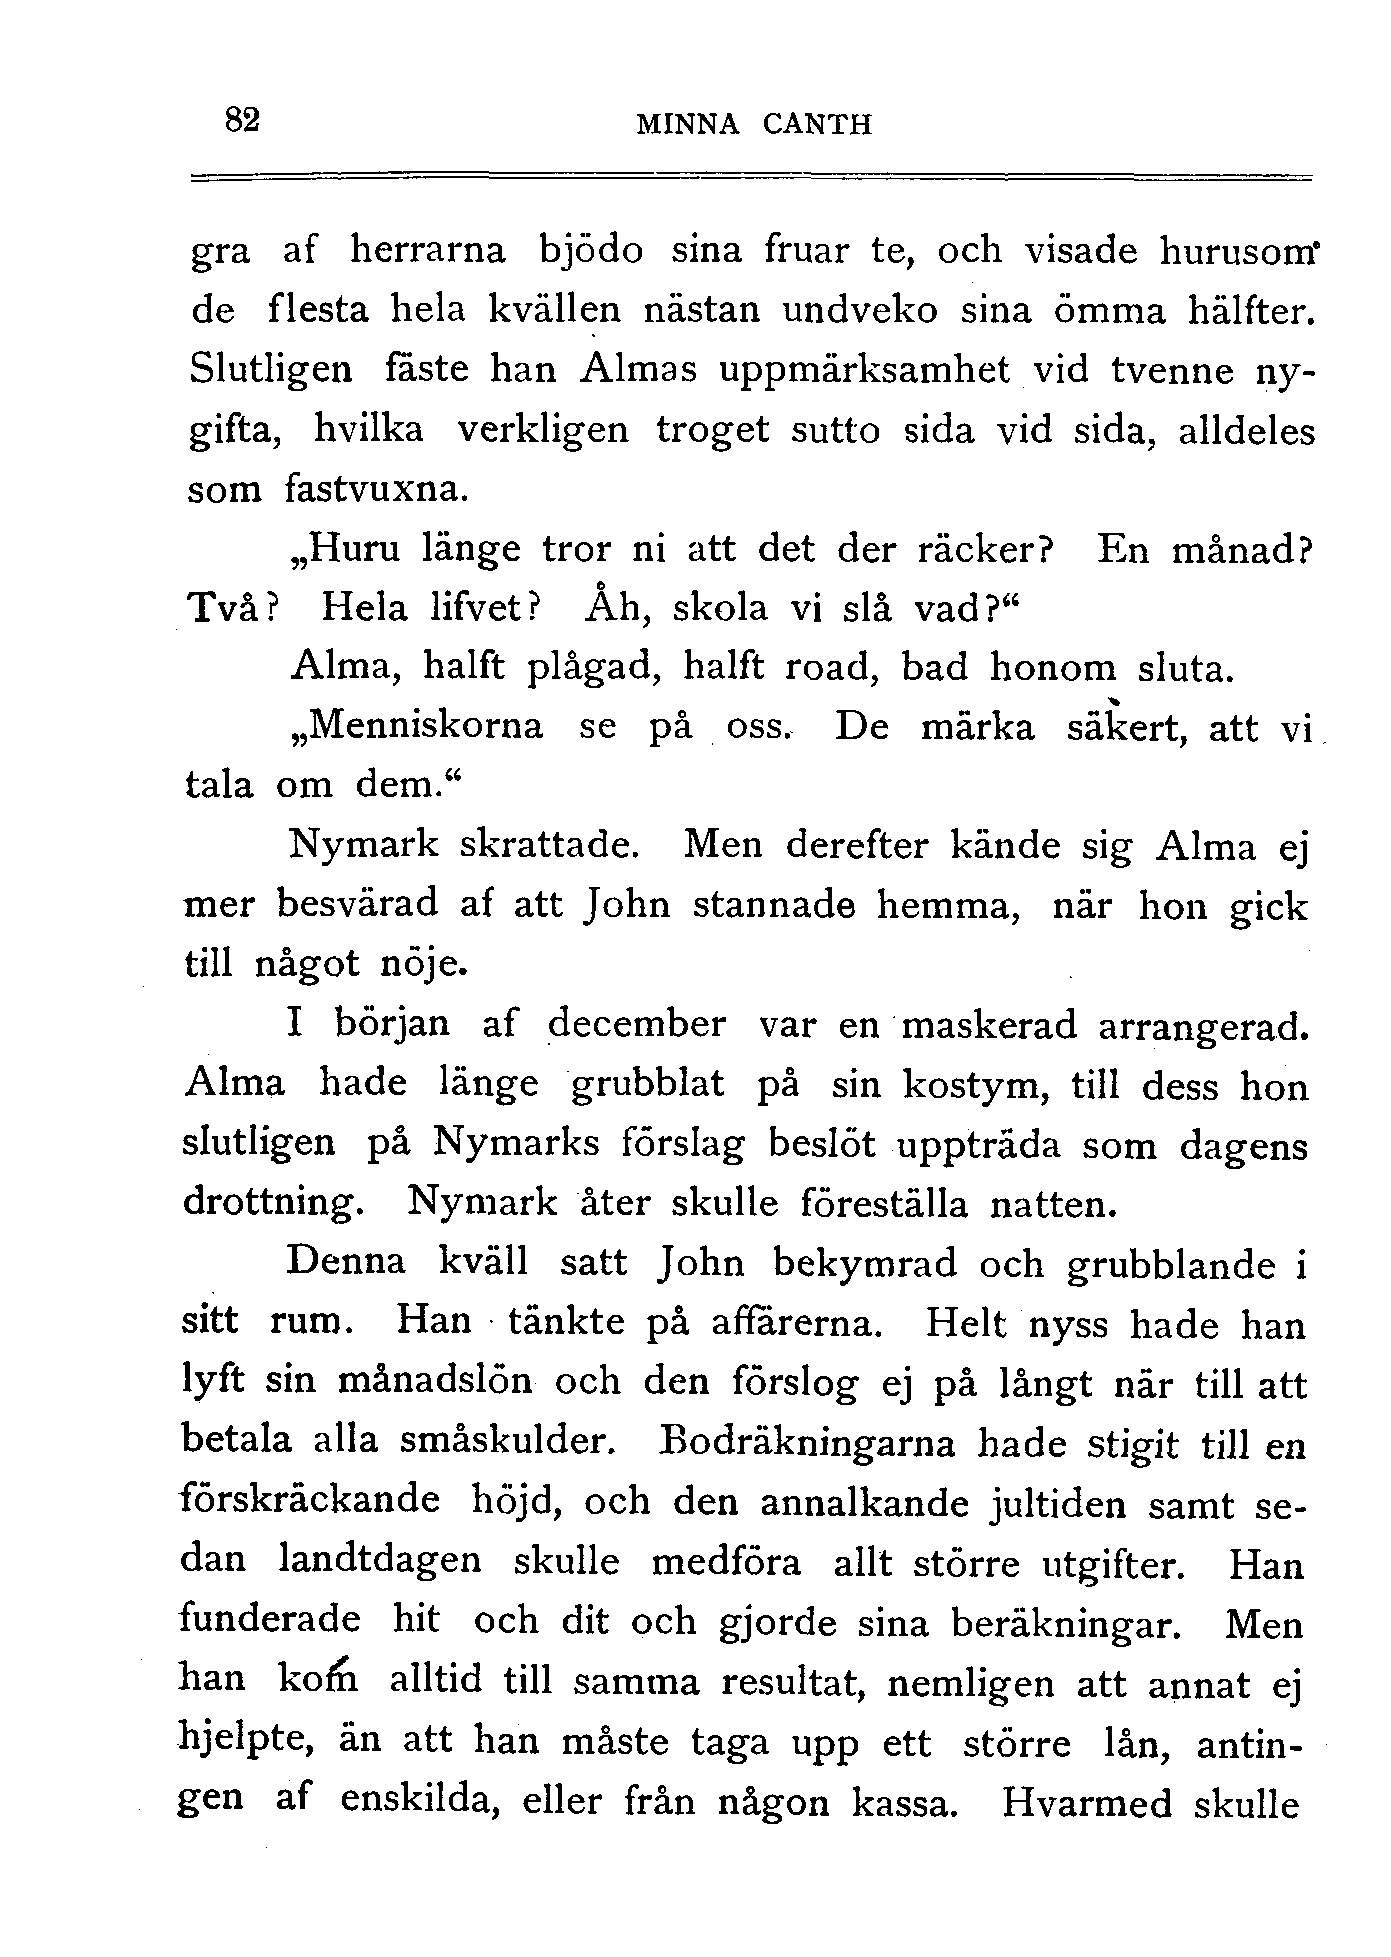 82 MINNA CANTH
gra af herrarna bjödo sina fruar te, och visade hurusom
de flesta hela kvällen nästan undveko sina ömma hälfter.
Slutligen fäste han Almas uppmärksamhet vid tvenne ny-
gifta, hvilka verkligen troget sutto sida vid sida, alldeles
som fastvuxna.
„Huru länge tror ni att det der räcker? En månad?
Två? Hela lifvet? Åh, skola vi slå vad?“
Alma, halft plågad, halft road, bad honom sluta.
„Menniskorna se på oss. De märka säkert, att vi
tala om dem.“
Nymark skrattade. Men derefter kände sig Alma ej
mer besvärad af att John stannade hemma, när hon gick
till något nöje.
I början af december var en maskerad arrangerad.
Alma hade länge grubblat på sin kostym, till dess hon
slutligen på Nymarks förslag beslöt uppträda som dagens
drottning. Nymark åter skulle föreställa natten.
Denna kväll satt John bekymrad och grubblande i
sitt rum. Han tänkte på affärerna. Helt nyss hade han
lyft sin månadslön och den förslog ej på långt när till att
betala alla småskulder. Bodräkningarna hade stigit till en
förskräckande höjd, och den annalkande jultiden samt se-
dan landtdagen skulle medföra allt större utgifter. Han
funderade hit och dit och gjorde sina beräkningar. Men
han kom alltid till samma resultat, nemligen att annat ej
hjelpte, än att han måste taga upp ett större lån, antin-
gen af enskilda, eller från någon kassa. Hvarmed skulle